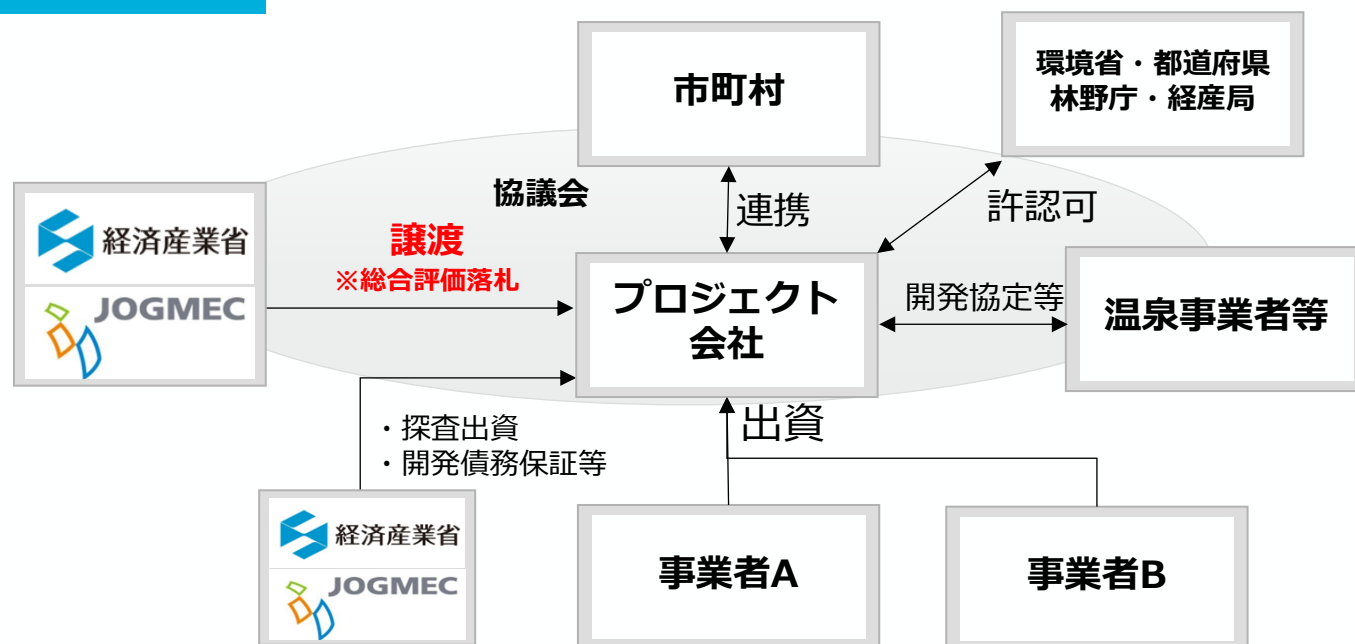 市町村
環境省・都道府県
林野庁・経産局
協議会
連携
許認可
経済産業省
JOGMEC
譲渡
※総合評価落札
プロジェクト
会社
開発協定等
温泉事業者等
・探査出資
・開発債務保証等
出資
経済産業省
JOGMEC
事業者A
事業者B